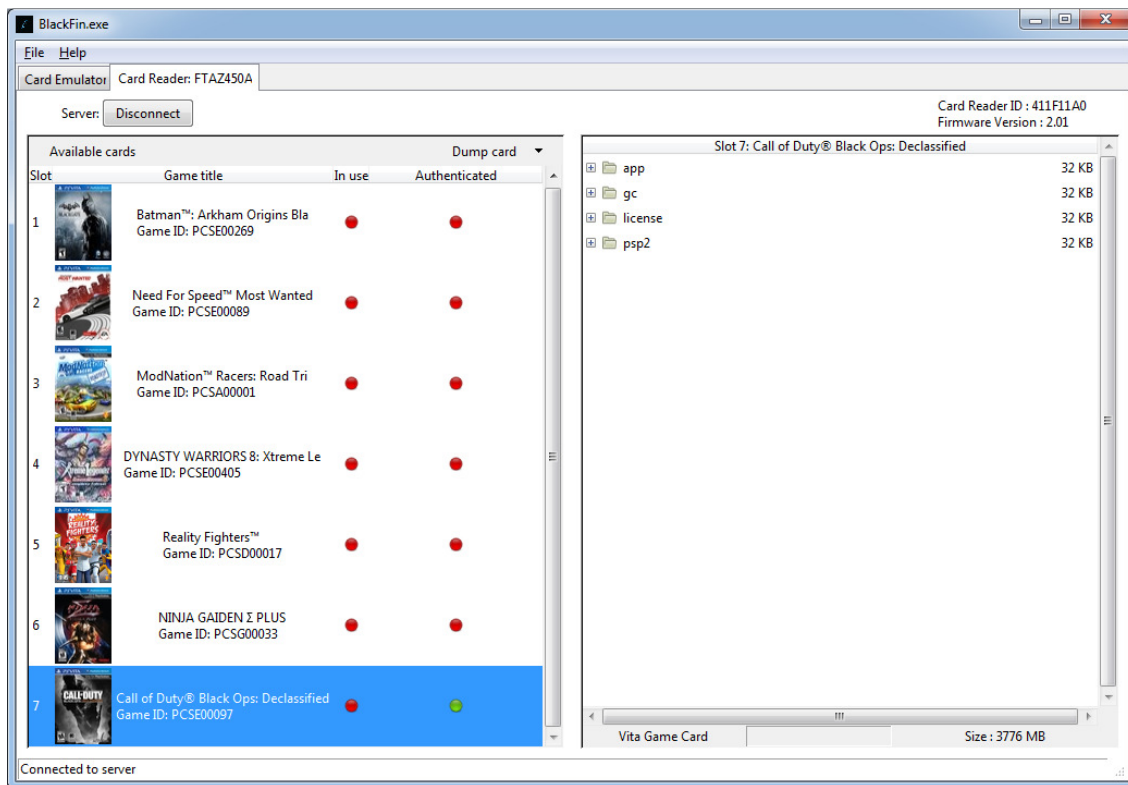 BlackFin.exe
File Help
Card Emulator Card Reader: FTAZ450A
Server: Disconnect
Card Reader ID : 411F11A0
Firmware Version : 2.01
Available cards Dump card
Slot Game title In use Authenticated
1 Batman™: Arkham Origins Bla
Game ID: PCSE00269
2 Need For Speed™ Most Wanted
Game ID: PCSE00089
3 ModNation™ Racers: Road Tri
Game ID: PCSA00001
4 DYNASTY WARRIORS 8: Xtreme Le
Game ID: PCSE00405
5 Reality Fighters™
Game ID: PCSD00017
REALITY
FIGHTERS
6 NINJA GAIDEN Σ PLUS
Game ID: PCSG00033
7 Call of Duty® Black Ops: Declassified
Game ID: PCSE00097
CALL·DUTY
Slot 7: Call of Duty® Black Ops: Declassified
app 32 KB
gc 32 KB
license 32 KB
psp2 32 KB
Vita Game Card Size : 3776 MB
Connected to server